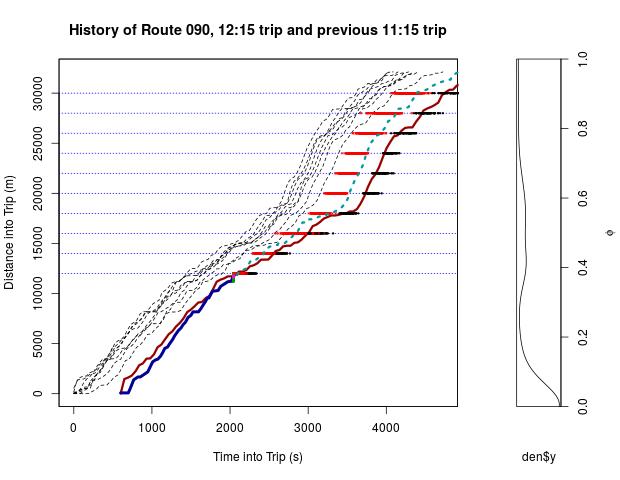 History of Route 090, 12:15 trip and previous 11:15 trip
Distance Into Trip (m)
30000
25000
20000
15000
10000
5000
0
0 1000 2000 3000 4000
Time into Trip (s)
1.0
0.8
0.6
0.4
0.2
0.0
ϕ
den$y